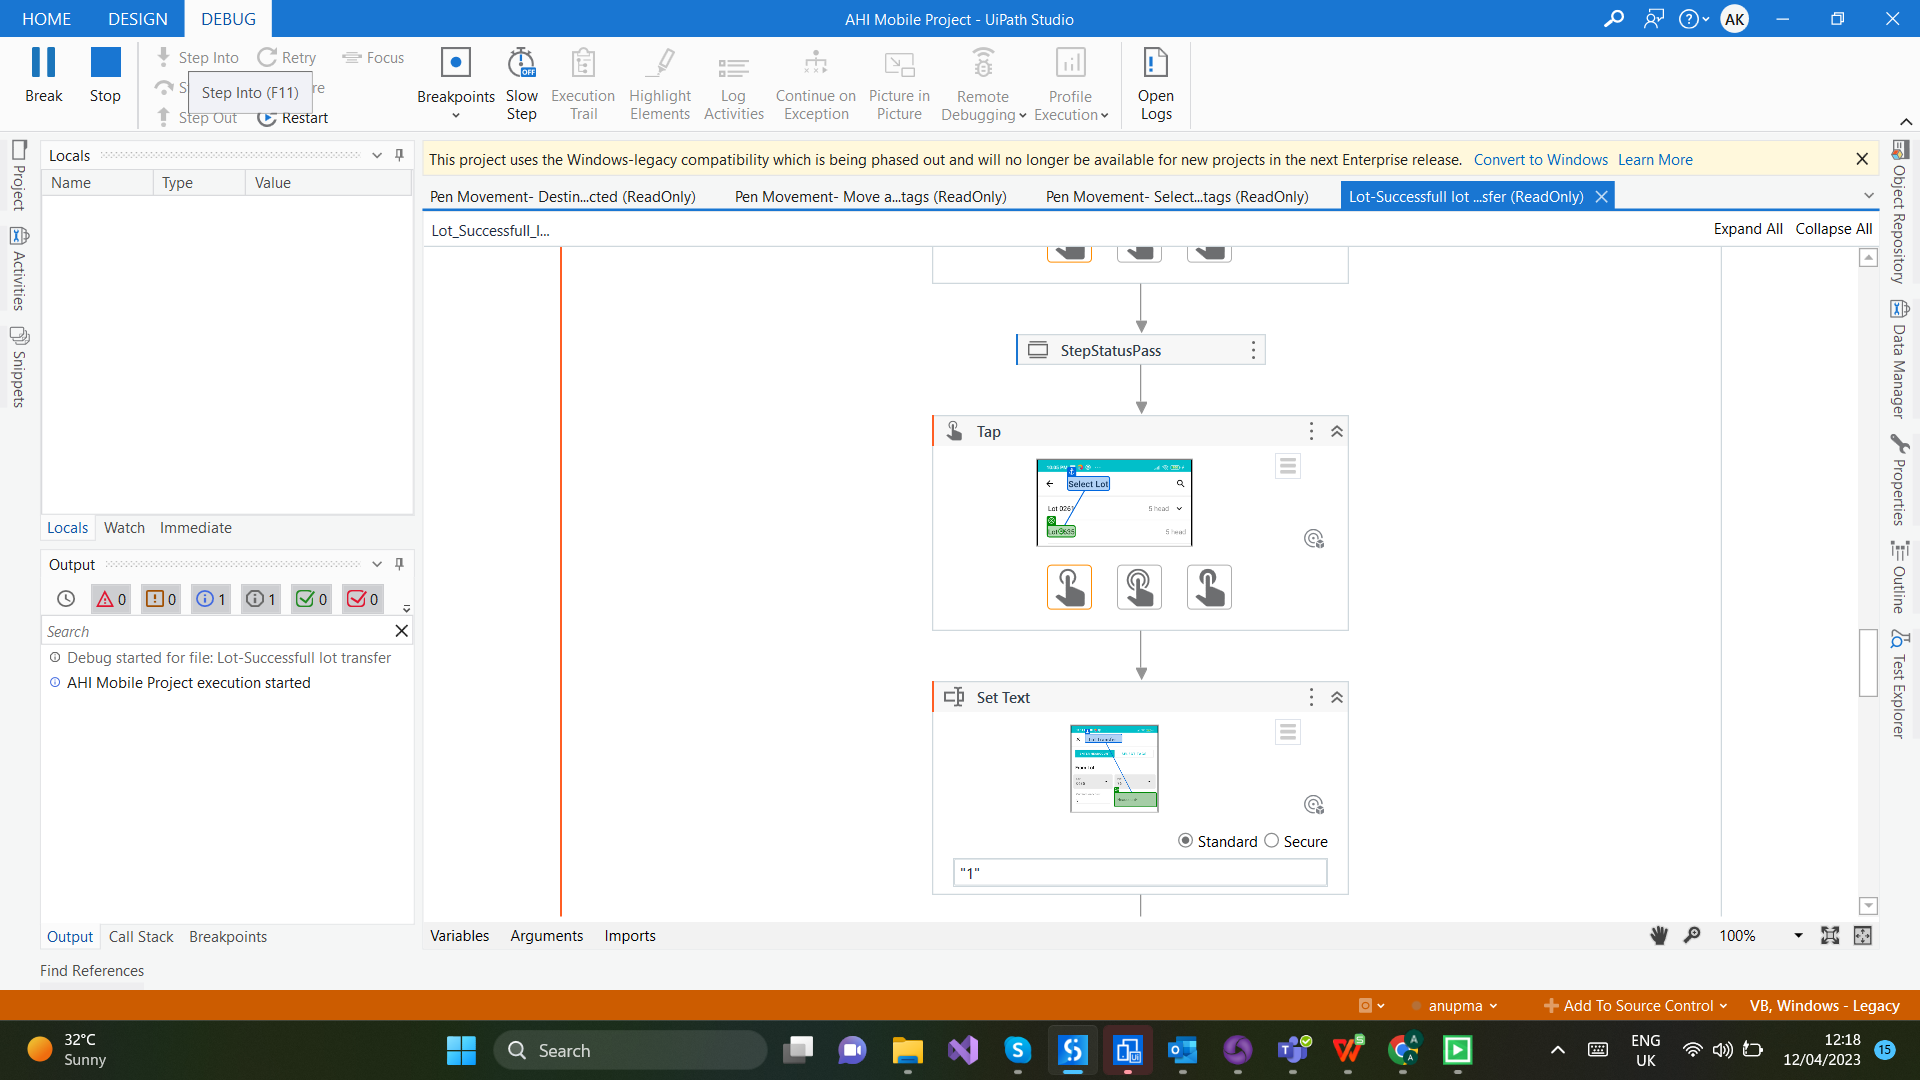 HOME
DESIGN
DEBUG
AHI Mobile Project - UiPath Studio
AK
Break
Stop
Step Into
Retry
Focus
Step Into (F11)
Step Out
Restart
Breakpoints
Slow
Step
Execution
Trail
Highlight
Elements
Log
Activities
Continue on
Exception
Picture in
Picture
Remote
Debugging
Profile
Execution
Open
Logs
OFF
Project
Activities
Snippets
Locals
Name
Type
Value
Locals
Watch
Immediate
Output
0
0
1
1
0
0
Search
Debug started for file: Lot-Successfull lot transfer
AHI Mobile Project execution started
Output
Call Stack
Breakpoints
Find References
This project uses the Windows-legacy compatibility which is being phased out and will no longer be available for new projects in the next Enterprise release.
Convert to Windows
Learn More
Pen Movement- Destin...cted (ReadOnly)
Pen Movement- Move a...tags (ReadOnly)
Pen Movement- Select...tags (ReadOnly)
Lot-Successfull lot ...sfer (ReadOnly)
Lot_Successfull_l...
Expand All
Collapse All
StepStatusPass
Tap
Select Lot
Lot 0261
5 head
5 head
Set Text
Standard
Secure
"1"
Variables
Arguments
Imports
100%
Object Repository
Data Manager
Properties
Outline
Test Explorer
anupma
Add To Source Control
VB, Windows - Legacy
32°C
Sunny
Search
ENG
UK
12:18
12/04/2023
15